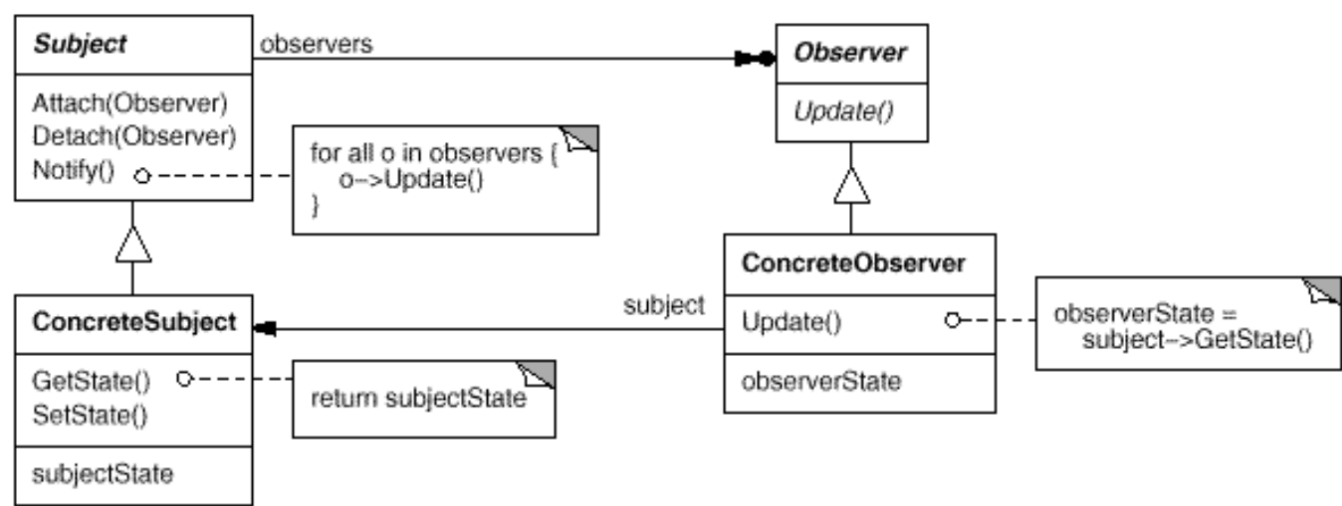 Subject
Attach(Observer)
Detach(Observer)
Notify()
observers
for all o in observers {
o->Update()
}
Observer
Update()
ConcreteSubject
GetState()
SetState()
subjectState
return subjectState
subject
ConcreteObserver
Update()
observerState
observerState =
subject->GetState()